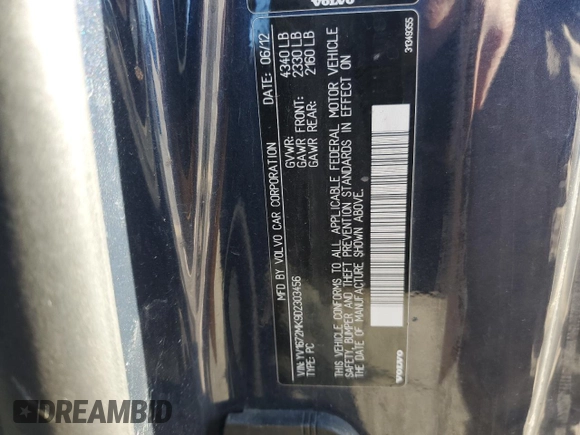 VOLVO
MFD BY VOLVO CAR CORPORATION DATE: 06/12
GVWR: 4340 LB
GAWR FRONT: 2330 LB
GAWR REAR: 2160 LB
VIN: YV1672MK9D2303456
TYPE: PC
THIS VEHICLE CONFORMS TO ALL APPLICABLE FEDERAL MOTOR VEHICLE
SAFETY, BUMPER AND THEFT PREVENTION STANDARDS IN EFFECT ON
THE DATE OF MANUFACTURE SHOWN ABOVE.
VOLVO
31349355
DREAMBID